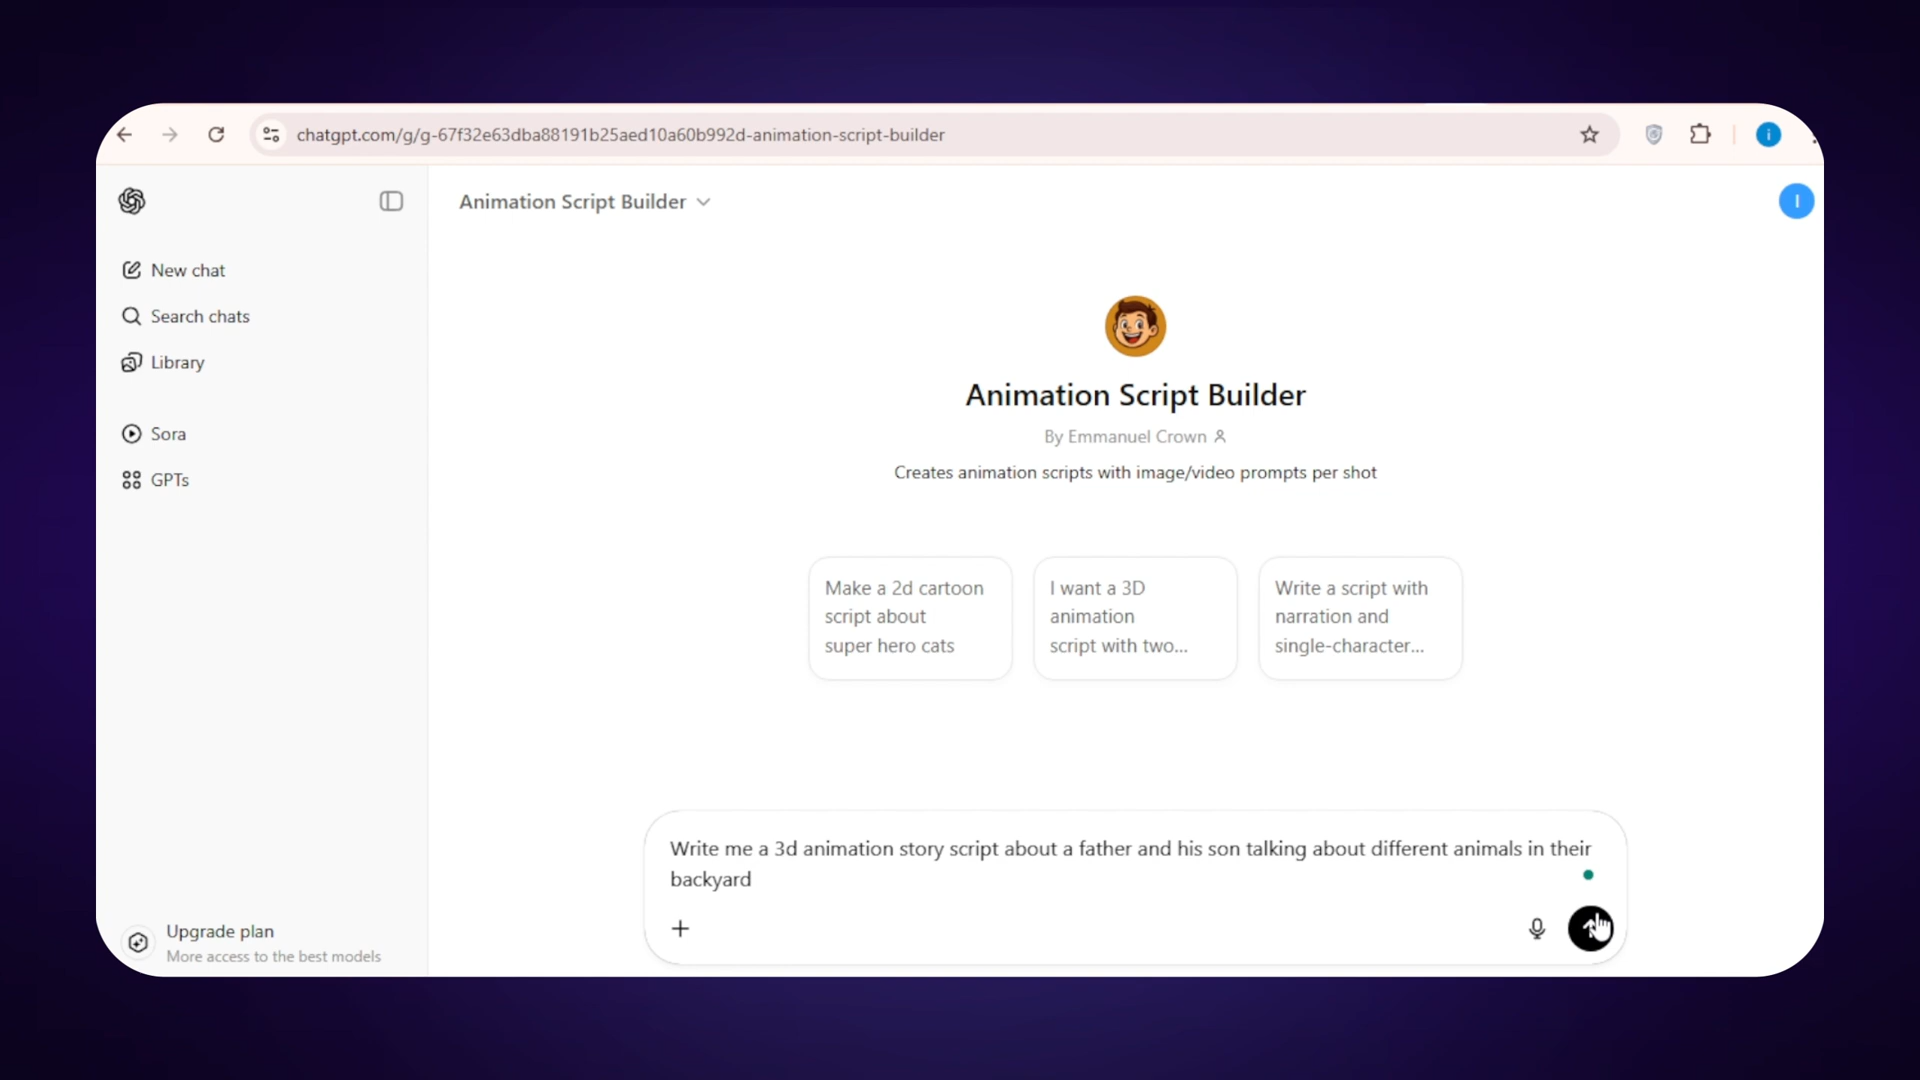 chatgpt.com/g/g-67f32e63dba88191b25aed10a60b992d-animation-script-builder
i
Animation Script Builder
I
New chat
Search chats
Library
Sora
GPTs
Animation Script Builder
By Emmanuel Crown
Creates animation scripts with image/video prompts per shot
Make a 2d cartoon
script about
super hero cats
I want a 3D
animation
script with two...
Write a script with
narration and
single-character...
Write me a 3d animation story script about a father and his son talking about different animals in their
backyard
Upgrade plan
More access to the best models